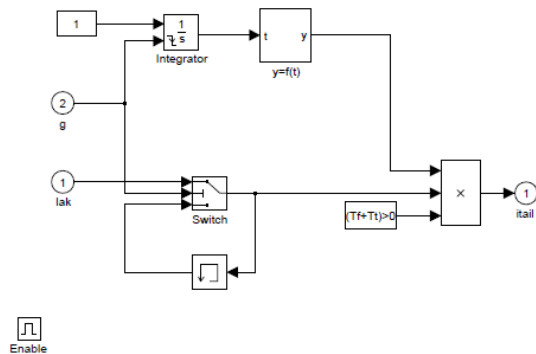 1
1
s
Integrator
t
y
y=f(t)
2
g
1
Iak
Switch
(Tf+Tt)>0
×
1
itail
Enable